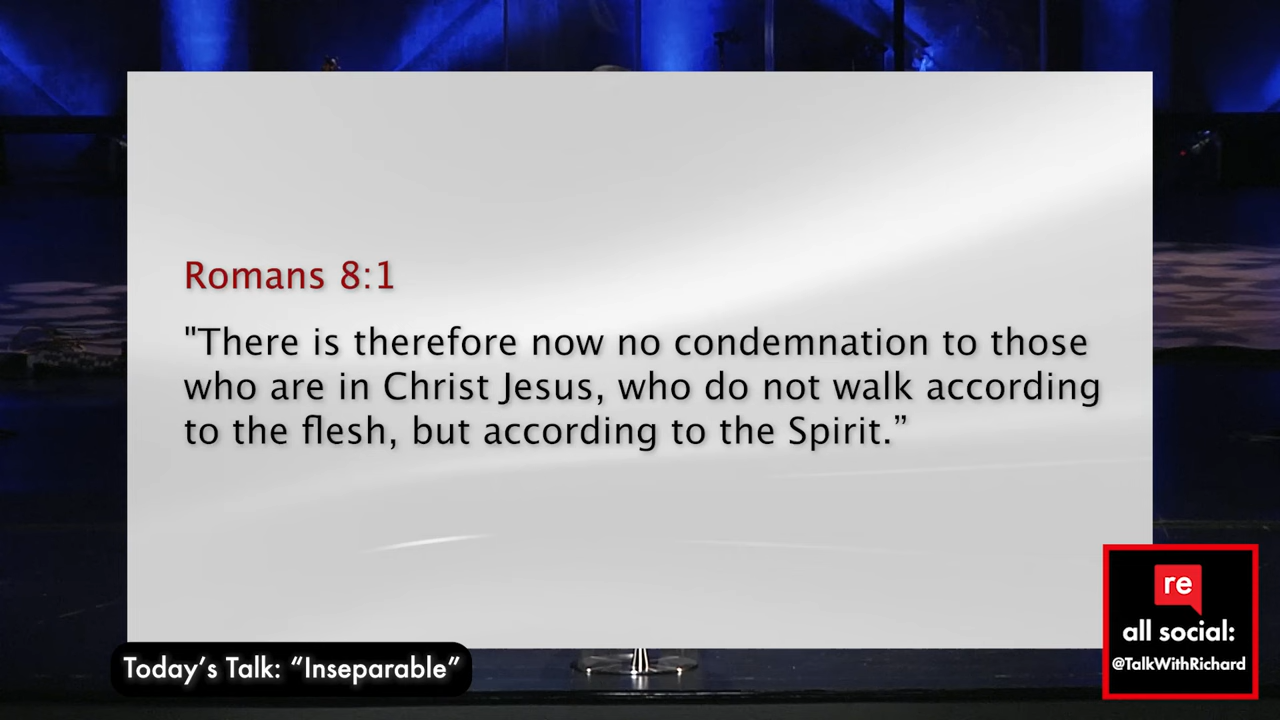 Romans 8:1
"There is therefore now no condemnation to those
who are in Christ Jesus, who do not walk according
to the flesh, but according to the Spirit.”
Today’s Talk: “Inseparable”
re
all social:
@TalkWithRichard